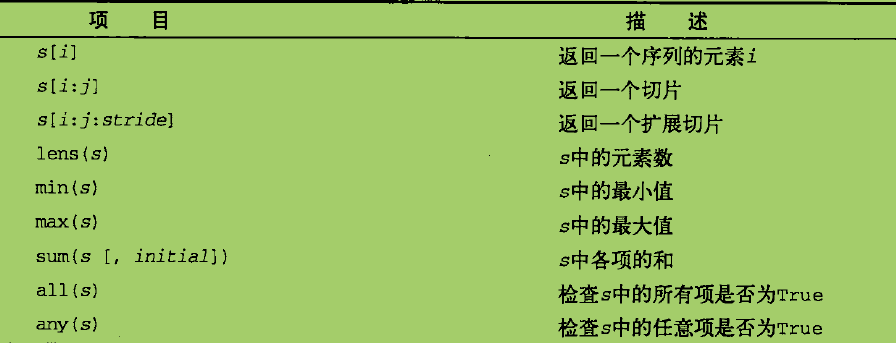 项 目 描 述
s[i] 返回一个序列的元素i
s[i:j] 返回一个切片
s[i:j:stride] 返回一个扩展切片
lens(s) s中的元素数
min(s) s中的最小值
max(s) s中的最大值
sum(s [, initial]) s中各项的和
all(s) 检查s中的所有项是否为True
any(s) 检查s中的任意项是否为True